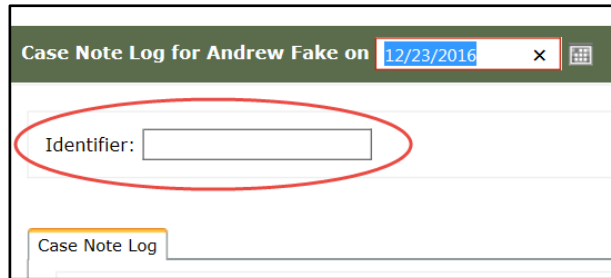 Case Note Log for Andrew Fake on 12/23/2016 ×
Identifier:
Case Note Log